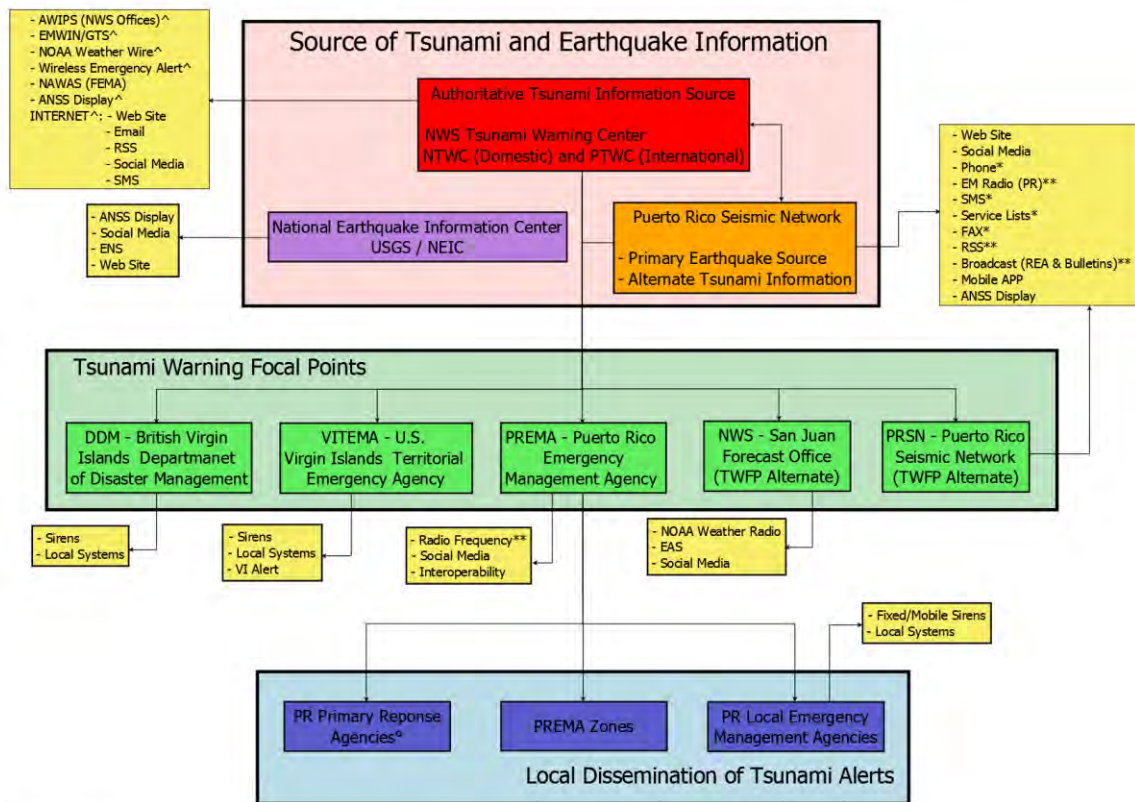 - AWIPS (NWS Offices)^
- EMWIN/GTS^
- NOAA Weather Wire^
- Wireless Emergency Alert^
- NAWAS (FEMA)
- ANSS Display^
INTERNET^: - Web Site
- Email
- RSS
- Social Media
- SMS
Source of Tsunami and Earthquake Information
Authoritative Tsunami Information Source
NWS Tsunami Warning Center
NTWC (Domestic) and PTWC (International)
- ANSS Display
- Social Media
- ENS
- Web Site
National Earthquake Information Center
USGS / NEIC
Puerto Rico Seismic Network
- Primary Earthquake Source
- Alternate Tsunami Information
- Web Site
- Social Media
- Phone*
- EM Radio (PR)**
- SMS*
- Service Lists*
- FAX*
- RSS**
- Broadcast (REA & Bulletins)**
- Mobile APP
- ANSS Display
Tsunami Warning Focal Points
DDM - British Virgin
Islands Departmanet
of Disaster Management
VITEMA - U.S.
Virgin Islands Territorial
Emergency Agency
PREMA - Puerto Rico
Emergency
Management Agency
NWS - San Juan
Forecast Office
(TWFP Alternate)
PRSN - Puerto Rico
Seismic Network
(TWFP Alternate)
- Sirens
- Local Systems
- Sirens
- Local Systems
- VI Alert
- Radio Frequency**
- Social Media
- Interoperability
- NOAA Weather Radio
- EAS
- Social Media
- Fixed/Mobile Sirens
- Local Systems
PR Primary Reponse
Agencies°
PREMA Zones
PR Local Emergency
Management Agencies
Local Dissemination of Tsunami Alerts